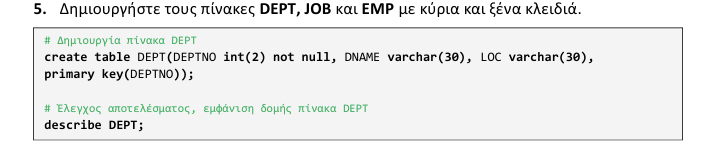 5. Δημιουργήστε τους πίνακες DEPT, JOB και EMP με κύρια και ξένα κλειδιά.
# Δημιουργία πίνακα DEPT
create table DEPT(DEPTNO int(2) not null, DNAME varchar(30), LOC varchar(30),
primary key(DEPTNO));
# Έλεγχος αποτελέσματος, εμφάνιση δομής πίνακα DEPT
describe DEPT;